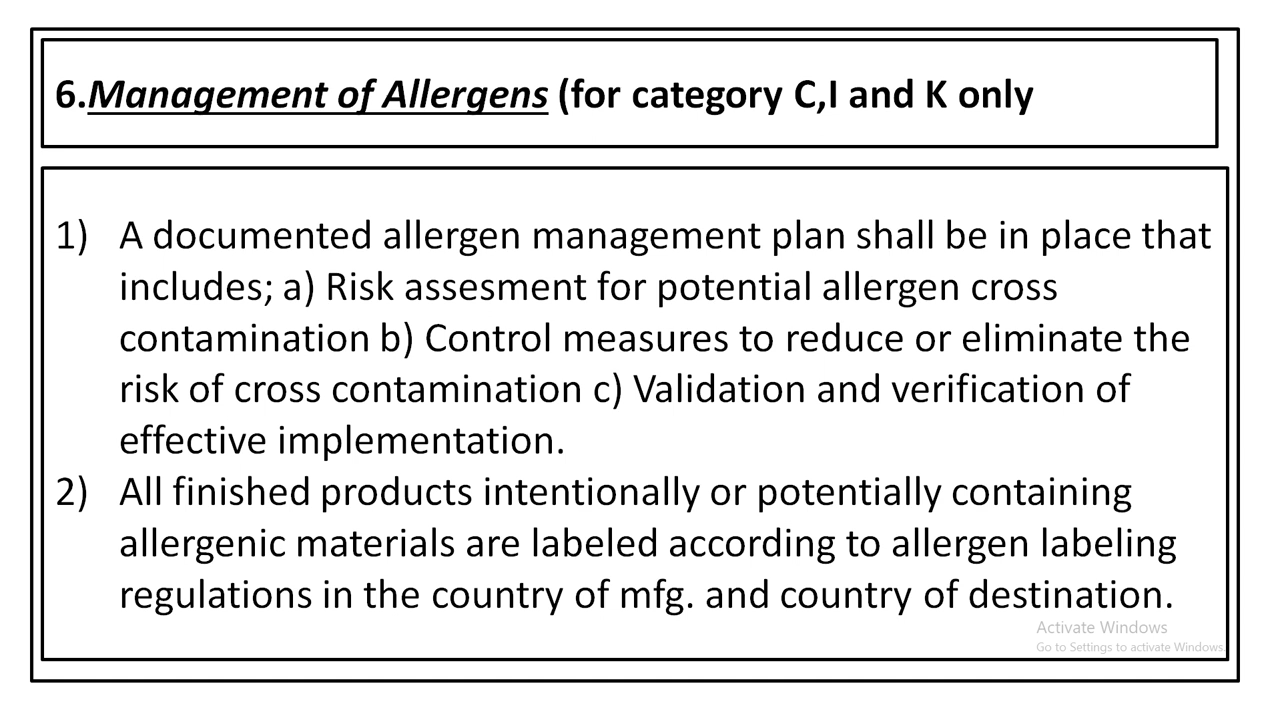 6.Management of Allergens (for category C,I and K only
1) A documented allergen management plan shall be in place that
includes; a) Risk assesment for potential allergen cross
contamination b) Control measures to reduce or eliminate the
risk of cross contamination c) Validation and verification of
effective implementation.
2) All finished products intentionally or potentially containing
allergenic materials are labeled according to allergen labeling
regulations in the country of mfg. and country of destination.
Activate Windows
Go to Settings to activate Windows.